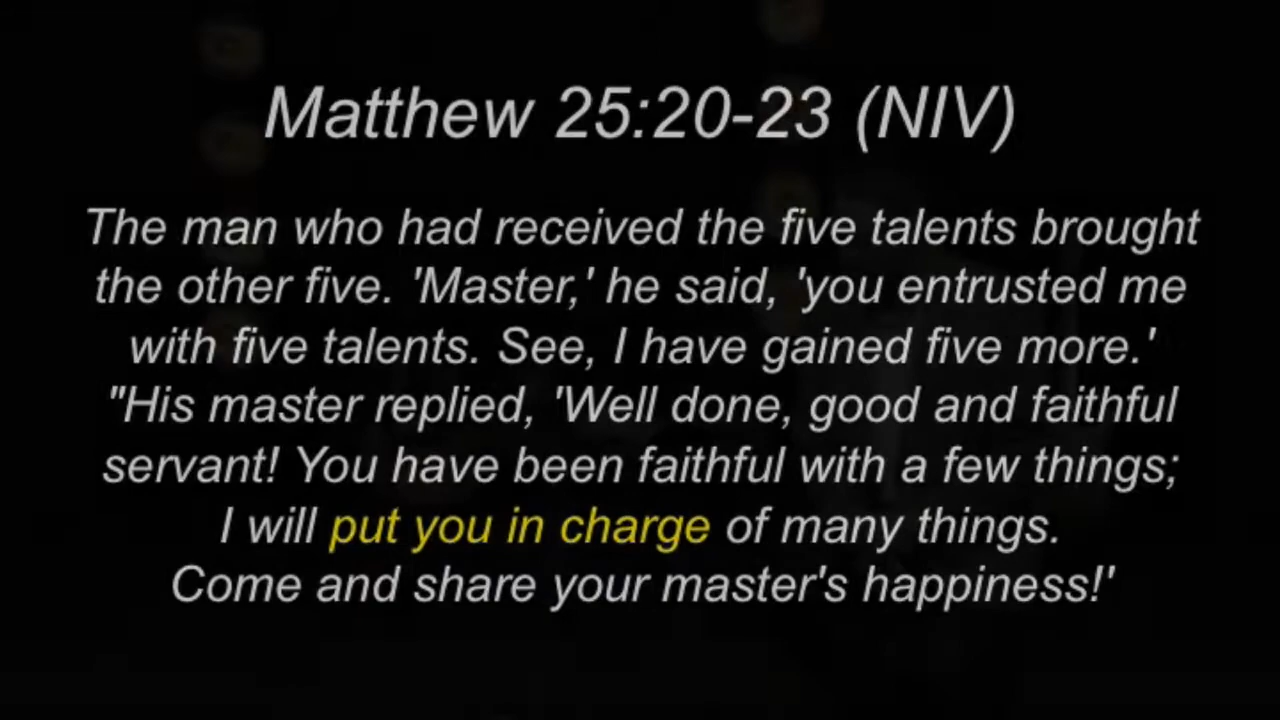 Matthew 25:20-23 (NIV)
The man who had received the five talents brought
the other five. 'Master,' he said, 'you entrusted me
with five talents. See, I have gained five more.'
"His master replied, 'Well done, good and faithful
servant! You have been faithful with a few things;
I will put you in charge of many things.
Come and share your master's happiness!'